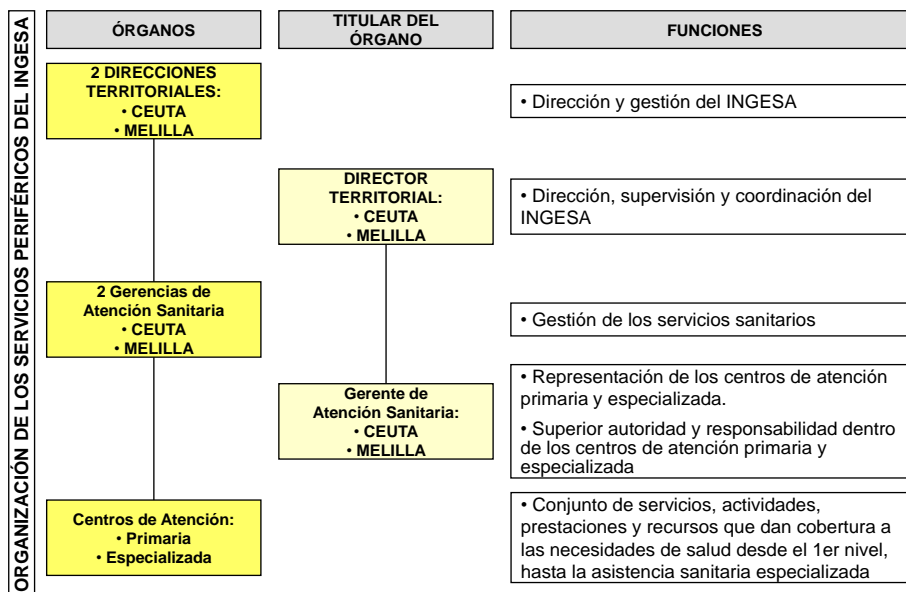 ORGANIZACIÓN DE LOS SERVICIOS PERIFÉRICOS DEL INGESA
ÓRGANOS
TITULAR DEL
ÓRGANO
FUNCIONES
2 DIRECCIONES
TERRITORIALES:
• CEUTA
• MELILLA
• Dirección y gestión del INGESA
DIRECTOR
TERRITORIAL:
• CEUTA
• MELILLA
• Dirección, supervisión y coordinación del
INGESA
2 Gerencias de
Atención Sanitaria
• CEUTA
• MELILLA
• Gestión de los servicios sanitarios
Gerente de
Atención Sanitaria:
• CEUTA
• MELILLA
• Representación de los centros de atención
primaria y especializada.
• Superior autoridad y responsabilidad dentro
de los centros de atención primaria y
especializada
Centros de Atención:
• Primaria
• Especializada
• Conjunto de servicios, actividades,
prestaciones y recursos que dan cobertura a
las necesidades de salud desde el 1er nivel,
hasta la asistencia sanitaria especializada